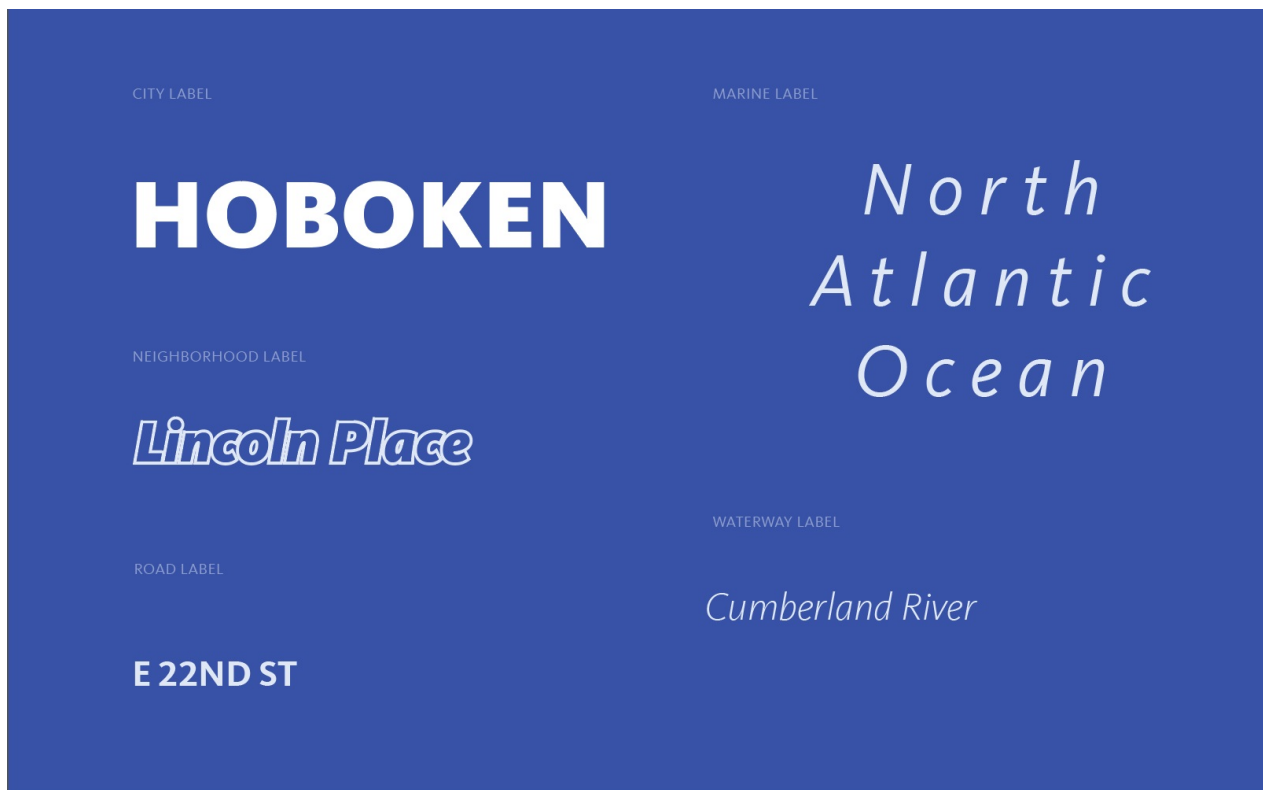 CITY LABEL
HOBOKEN
NEIGHBORHOOD LABEL
Lincoln Place
ROAD LABEL
E 22ND ST
MARINE LABEL
North
Atlantic
Ocean
WATERWAY LABEL
Cumberland River